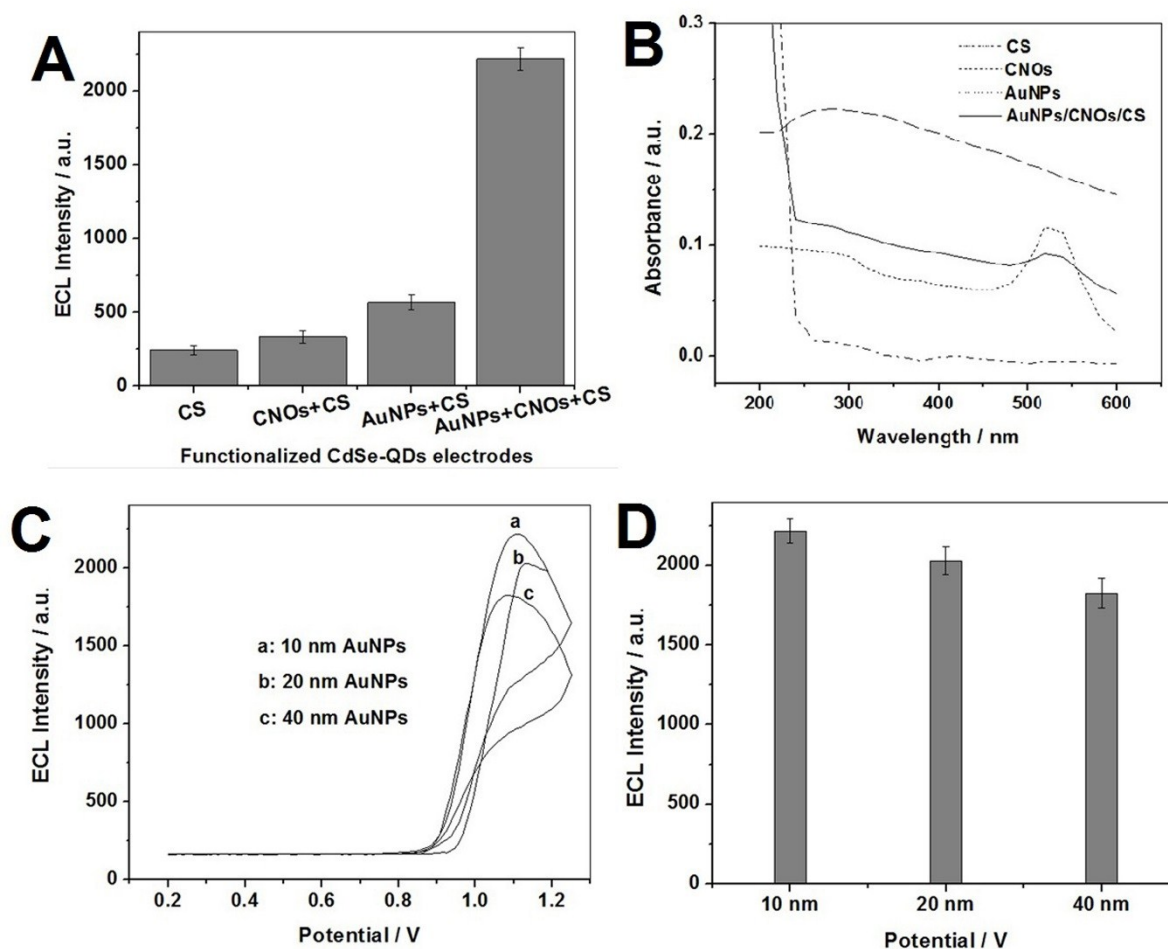 A
ECL Intensity / a.u.
2000
1500
1000
500
0
CS
CNOs+CS
AuNPs+CS
AuNPs+CNOs+CS
Functionalized CdSe-QDs electrodes
B
Absorbance / a.u.
0.3
0.2
0.1
0.0
CS
CNOs
AuNPs
AuNPs/CNOs/CS
200 300 400 500 600
Wavelength / nm
C
ECL Intensity / a.u.
2000
1500
1000
500
0
a
b
c
a: 10 nm AuNPs
b: 20 nm AuNPs
c: 40 nm AuNPs
0.2 0.4 0.6 0.8 1.0 1.2
Potential / V
D
ECL Intensity / a.u.
2000
1500
1000
500
0
10 nm 20 nm 40 nm
Potential / V